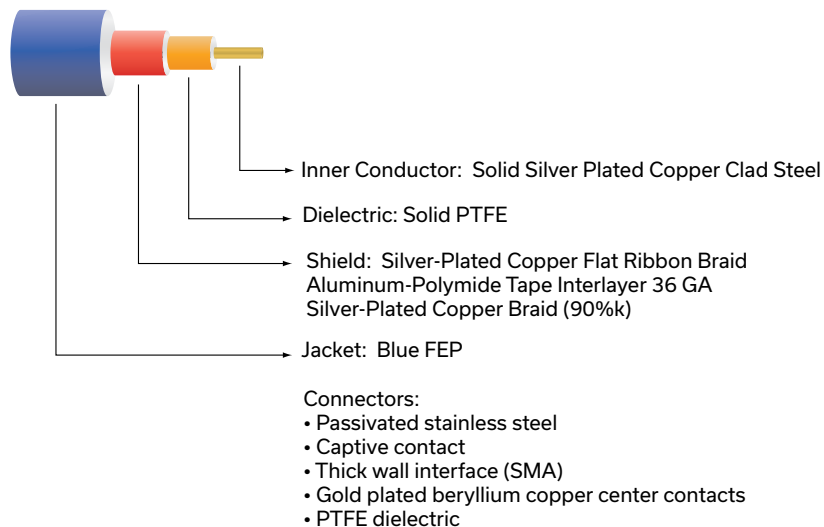 Inner Conductor: Solid Silver Plated Copper Clad Steel
Dielectric: Solid PTFE
Shield: Silver-Plated Copper Flat Ribbon Braid
Aluminum-Polymide Tape Interlayer 36 GA
Silver-Plated Copper Braid (90%k)
Jacket: Blue FEP
Connectors:
• Passivated stainless steel
• Captive contact
• Thick wall interface (SMA)
• Gold plated beryllium copper center contacts
• PTFE dielectric